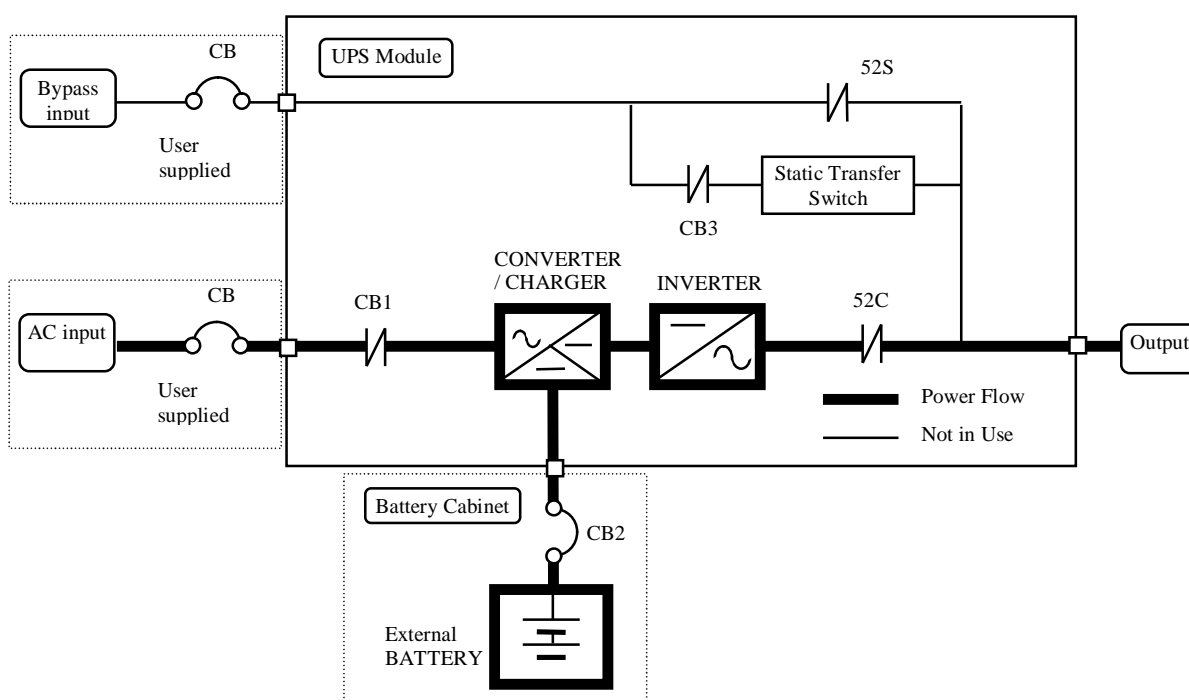 CB
UPS Module
Bypass
input
User
supplied
52S
Static Transfer
Switch
CB3
CONVERTER
/ CHARGER
INVERTER
CB
CB1
52C
AC input
Output
User
supplied
Power Flow
Not in Use
Battery Cabinet
CB2
External
BATTERY